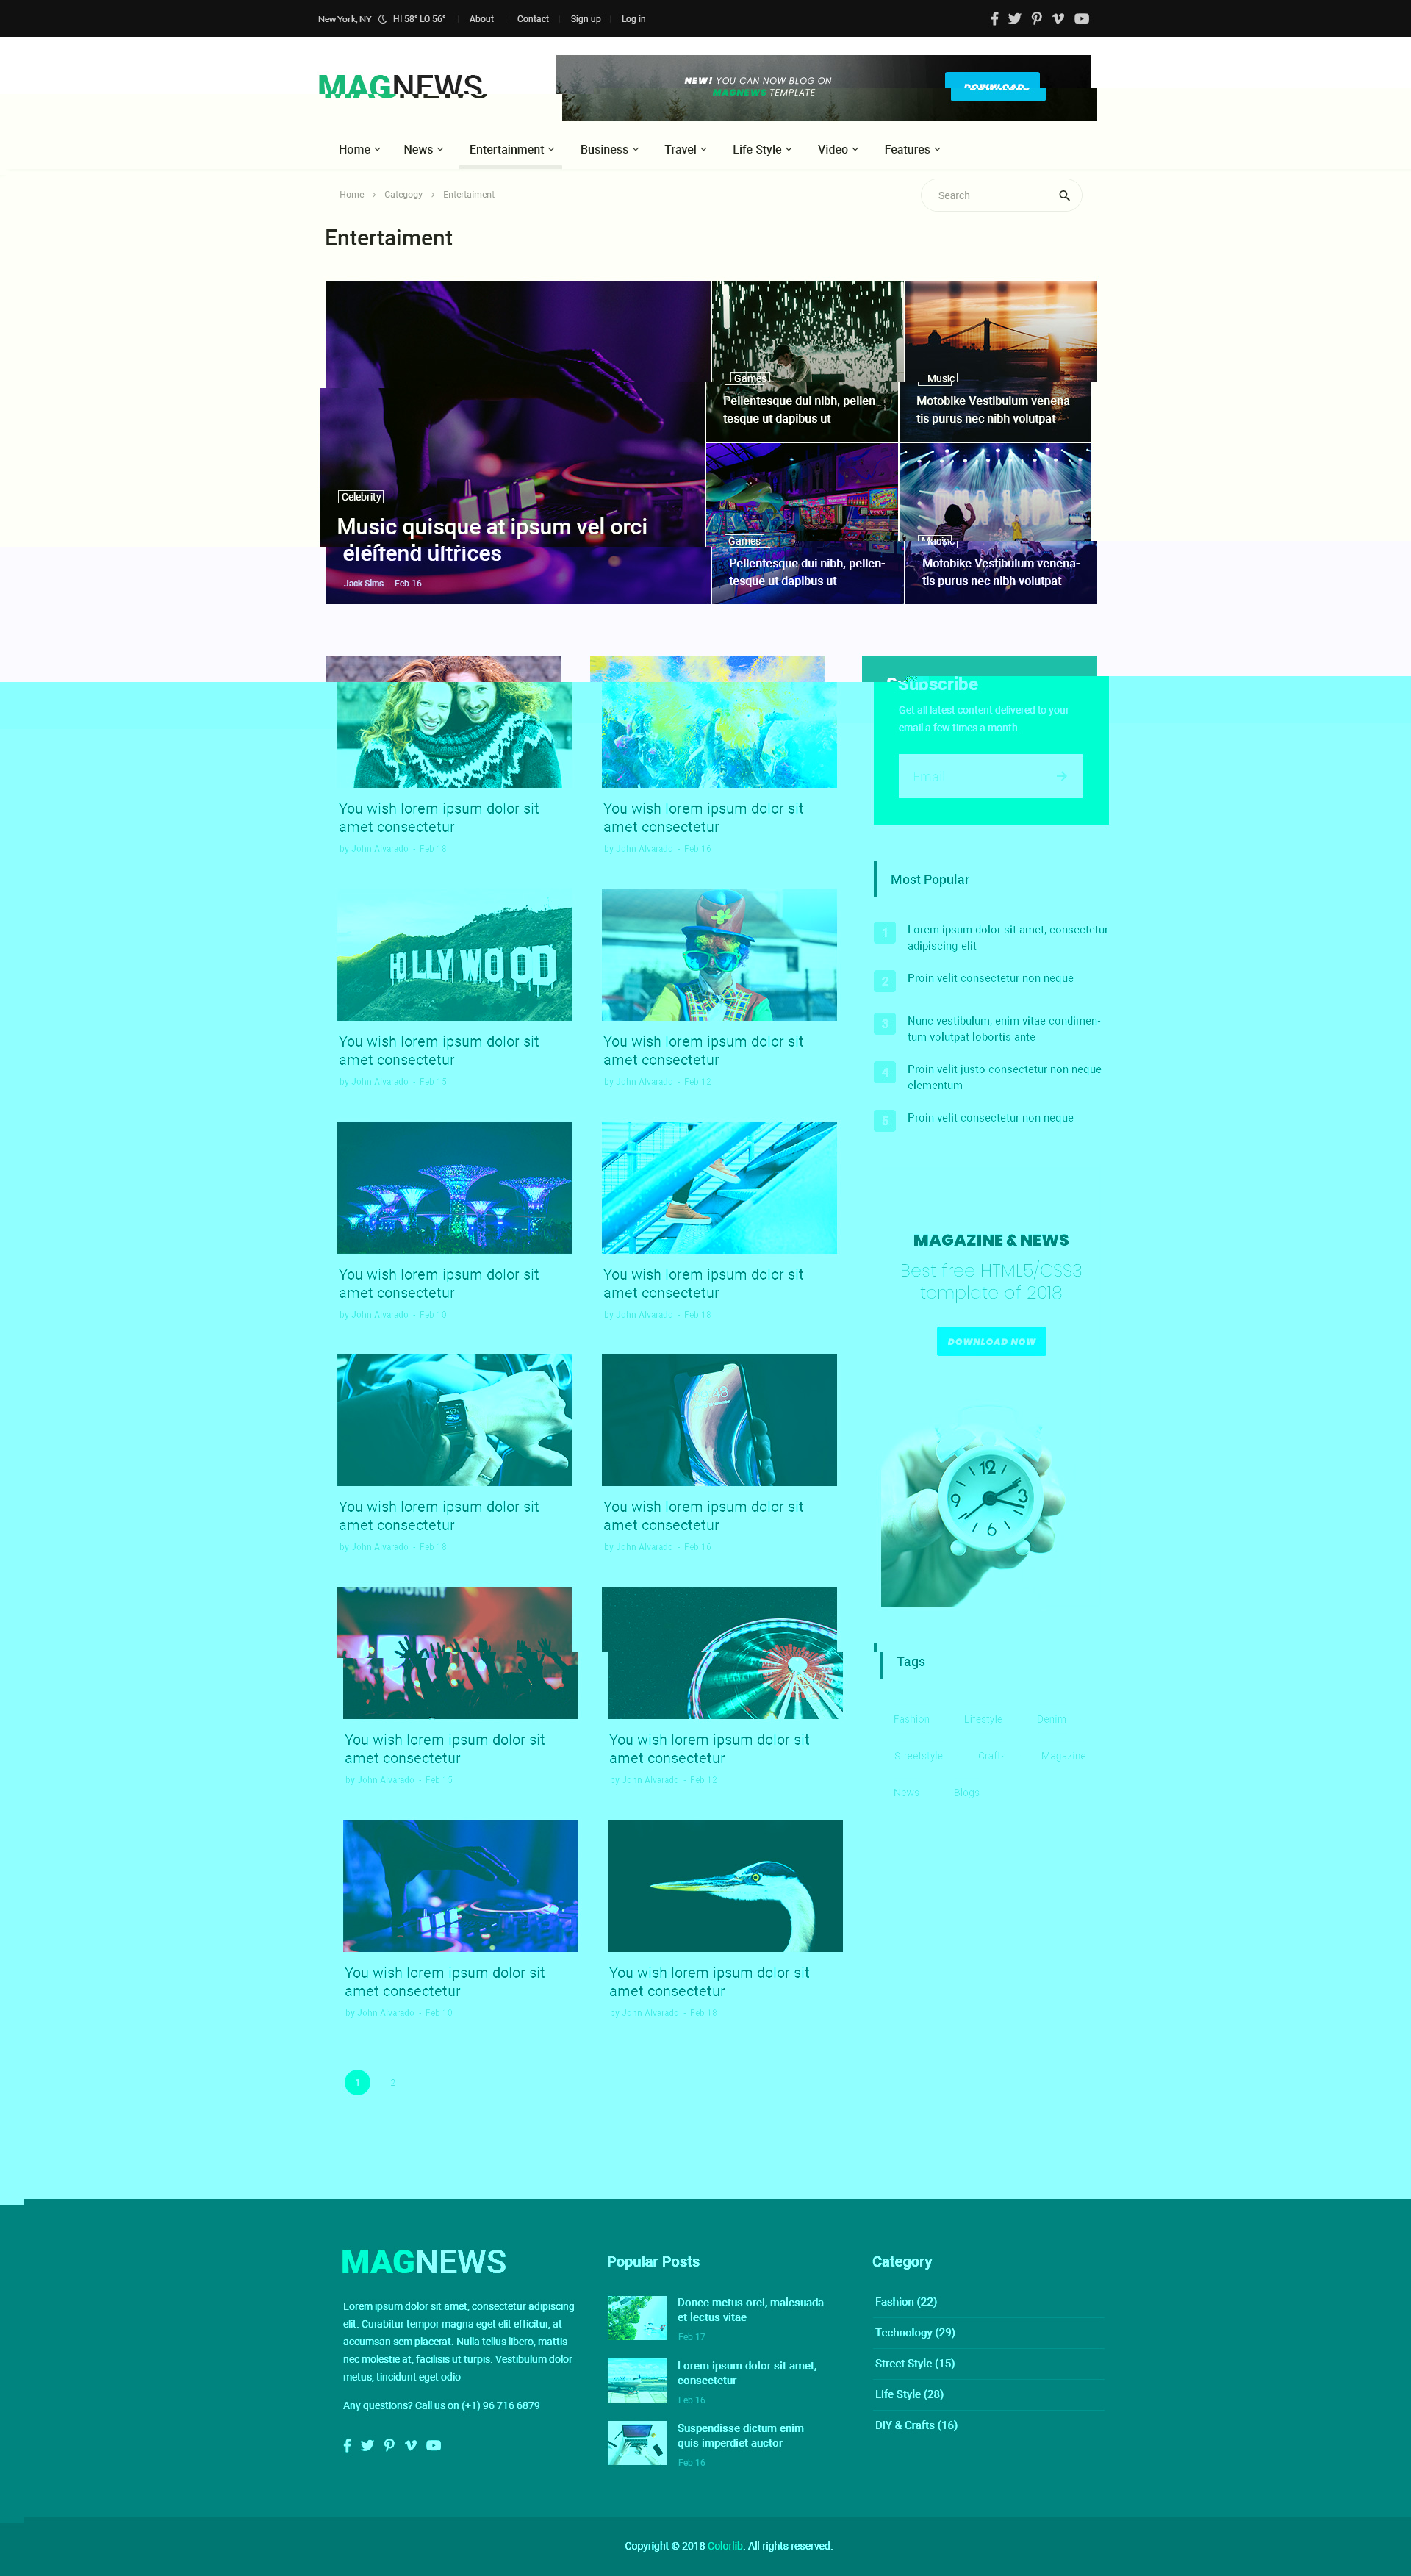 New York, NY HI 58° LO 56° About Contact Sign up Log in
MAGNEWS
NEW! YOU CAN NOW BLOG ON
MAGNEWS TEMPLATE
DOWNLOAD
Home News Entertainment Business Travel Life Style Video Features
Home > Categogy > Entertaiment
Search
Entertaiment
Celebrity
Music quisque at ipsum vel orci
eleifend ultrices
Jack Sims - Feb 16
Games
Pellentesque dui nibh, pellen-
tesque ut dapibus ut
Music
Motobike Vestibulum venena-
tis purus nec nibh volutpat
Games
Pellentesque dui nibh, pellen-
tesque ut dapibus ut
Motobike Vestibulum venena-
tis purus nec nibh volutpat
You wish lorem ipsum dolor sit
amet consectetur
by John Alvarado - Feb 18
You wish lorem ipsum dolor sit
amet consectetur
by John Alvarado - Feb 16
HOLLYWOOD
You wish lorem ipsum dolor sit
amet consectetur
by John Alvarado - Feb 15
You wish lorem ipsum dolor sit
amet consectetur
by John Alvarado - Feb 12
You wish lorem ipsum dolor sit
amet consectetur
by John Alvarado - Feb 10
You wish lorem ipsum dolor sit
amet consectetur
by John Alvarado - Feb 19
You wish lorem ipsum dolor sit
amet consectetur
by John Alvarado - Feb 18
You wish lorem ipsum dolor sit
amet consectetur
by John Alvarado - Feb 16
COMMUNITY
You wish lorem ipsum dolor sit
amet consectetur
by John Alvarado - Feb 15
You wish lorem ipsum dolor sit
amet consectetur
by John Alvarado - Feb 12
You wish lorem ipsum dolor sit
amet consectetur
by John Alvarado - Feb 10
You wish lorem ipsum dolor sit
amet consectetur
by John Alvarado - Feb 18
1 2
Subscribe
Get all latest content delivered to your
email a few times a month.
Email
Most Popular
1 Lorem ipsum dolor sit amet, consectetur
adipiscing elit
2 Proin velit consectetur non neque
3 Nunc vestibulum, enim vitae condimen-
tum volutpat lobortis ante
4 Proin velit justo consectetur non neque
elementum
5 Proin velit consectetur non neque
MAGAZINE & NEWS
Best free HTML5/CSS3
template of 2018
DOWNLOAD NOW
12
9 3
6
Tags
Fashion Lifestyle Denim
Streetstyle Crafts Magazine
News Blogs
MAGNEWS
Lorem ipsum dolor sit amet, consectetur adipiscing
elit. Curabitur tempor magna eget elit efficitur, at
accumsan sem placerat. Nulla tellus libero, mattis
nec molestie at, facilisis ut turpis. Vestibulum dolor
metus, tincidunt eget odio
Any questions? Call us on (+1) 96 716 6879
Popular Posts
Donec metus orci, malesuada
et lectus vitae
Feb 17
Lorem ipsum dolor sit amet,
consectetur
Feb 16
Suspendisse dictum enim
quis imperdiet auctor
Feb 16
Category
Fashion (22)
Technology (29)
Street Style (15)
Life Style (28)
DIY & Crafts (16)
Copyright © 2018 Colorlib. All rights reserved.